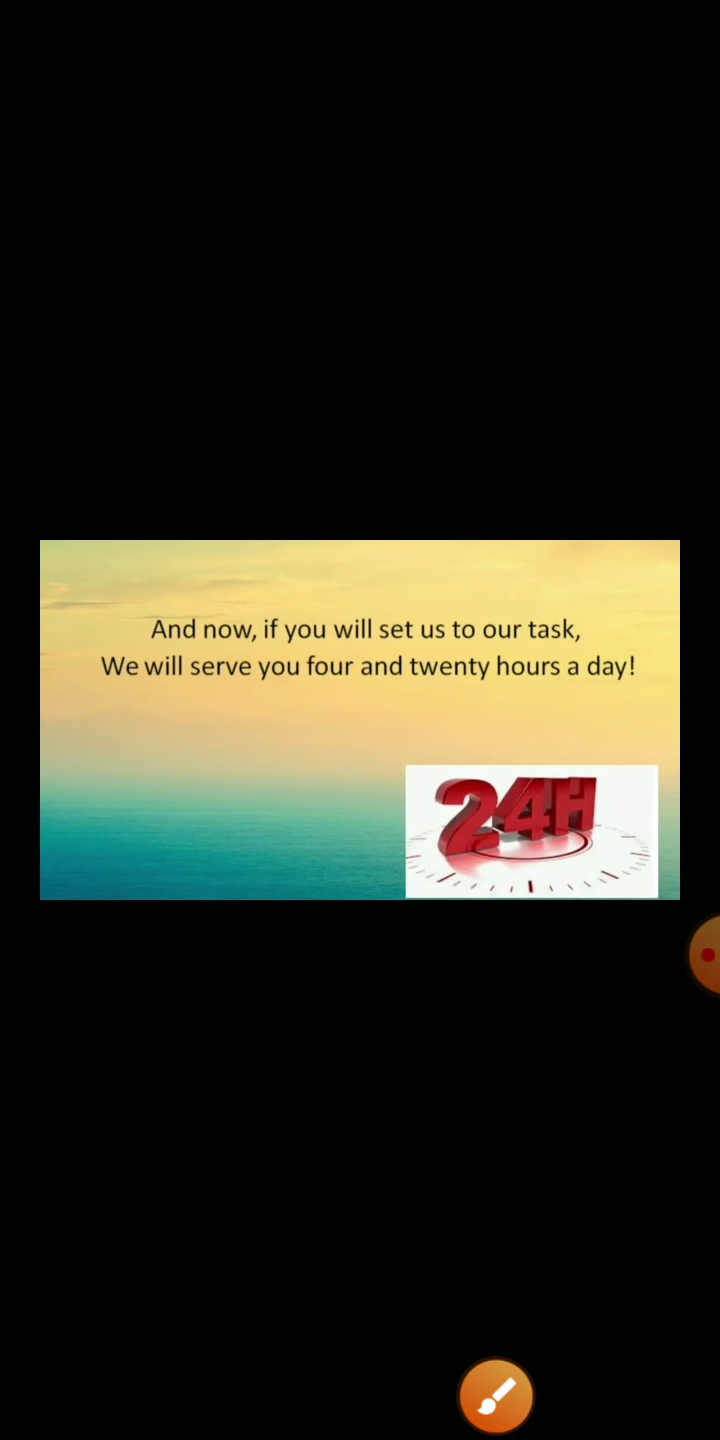 And now, if you will set us to our task,
We will serve you four and twenty hours a day!
24H